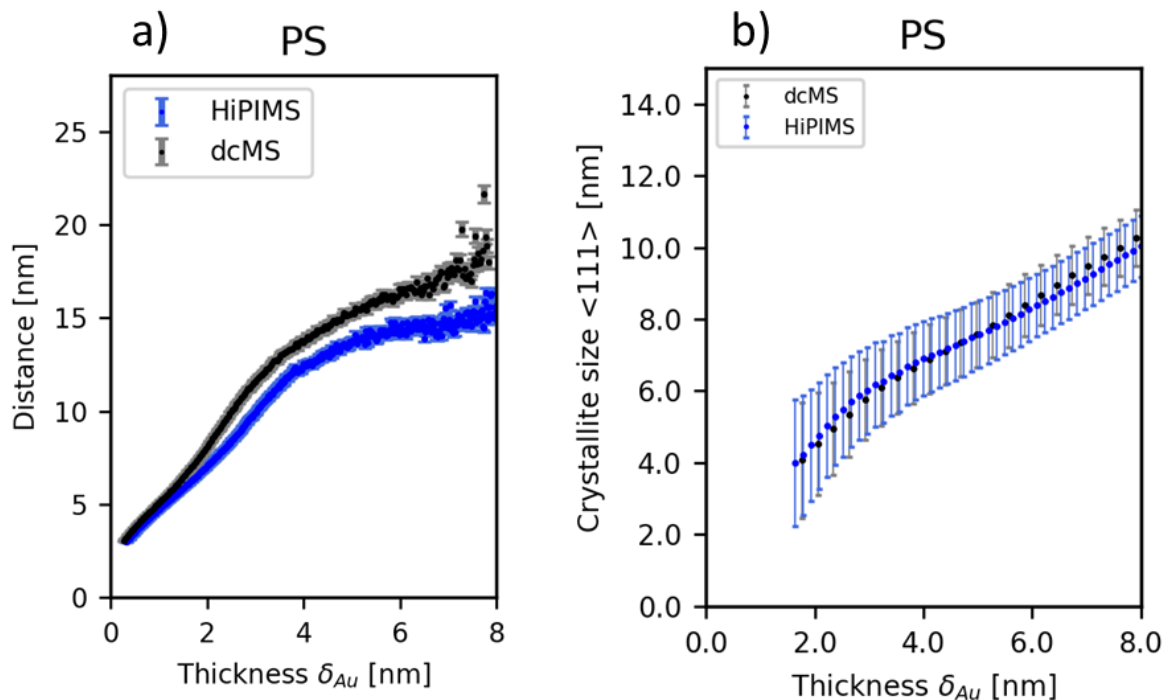 a)
PS
HiPIMS
dcMS
25
20
15
10
5
0
Distance [nm]
0 2 4 6 8
Thickness δ_Au [nm]
b)
PS
dcMS
HiPIMS
14.0
12.0
10.0
8.0
6.0
4.0
2.0
0.0
Crystallite size <111> [nm]
0.0 2.0 4.0 6.0 8.0
Thickness δ_Au [nm]